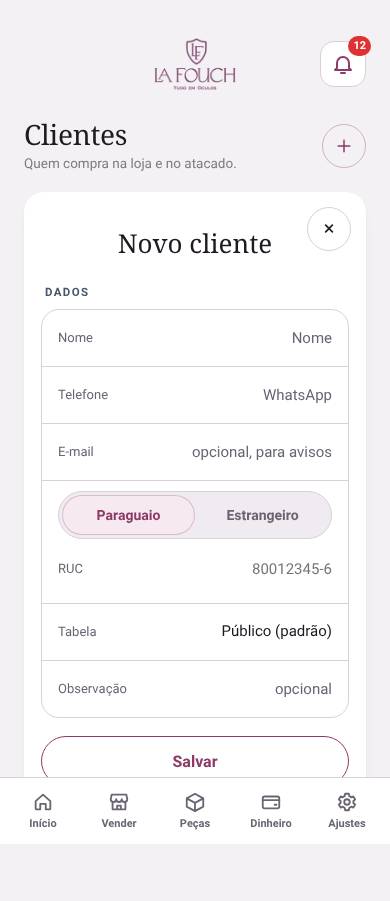 12
LA FOUCH
TUDO EM ÓCULOS
Clientes
Quem compra na loja e no atacado.
Novo cliente
DADOS
Nome Nome
Telefone WhatsApp
E-mail opcional, para avisos
Paraguaio Estrangeiro
RUC 80012345-6
Tabela Público (padrão)
Observação opcional
Salvar
Início Vender Peças Dinheiro Ajustes